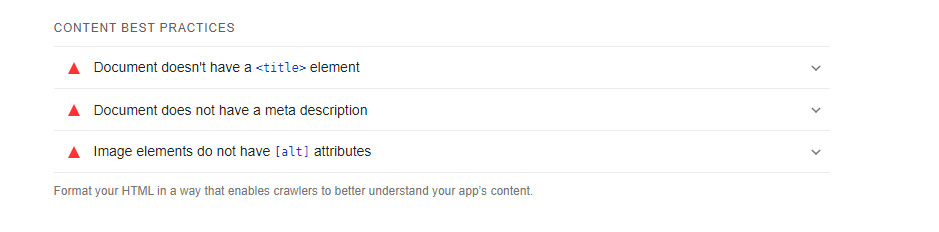 CONTENT BEST PRACTICES
Document doesn't have a <title> element
Document does not have a meta description
Image elements do not have [alt] attributes
Format your HTML in a way that enables crawlers to better understand your app's content.